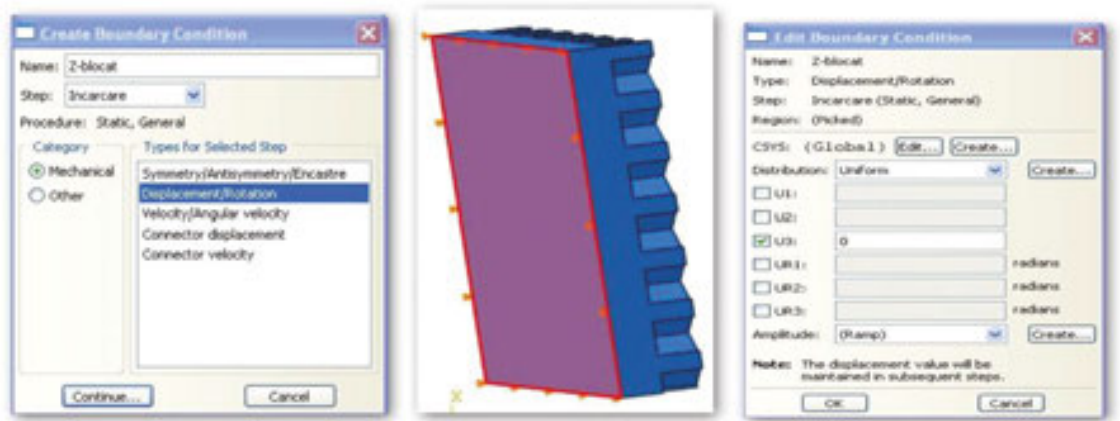 Create Boundary Condition
Name: Z-blocat
Step: Incarcare
Procedure: Static, General
Category
Mechanical
Other
Types for Selected Step
Symmetry/Antisymmetry/Encastre
Displacement/Rotation
Velocity/Angular velocity
Connector displacement
Connector velocity
Continue... Cancel
X
Edit Boundary Condition
Name: Z-blocat
Type: Displacement/Rotation
Step: Incarcare (Static, General)
Region: (Picked)
CSYS: (Global) Edit... Create...
Distribution: Uniform Create...
U1:
U2:
U3: 0
UR1: radians
UR2: radians
UR3: radians
Amplitude: (Ramp) Create...
Note: The displacement value will be
maintained in subsequent steps.
OK Cancel